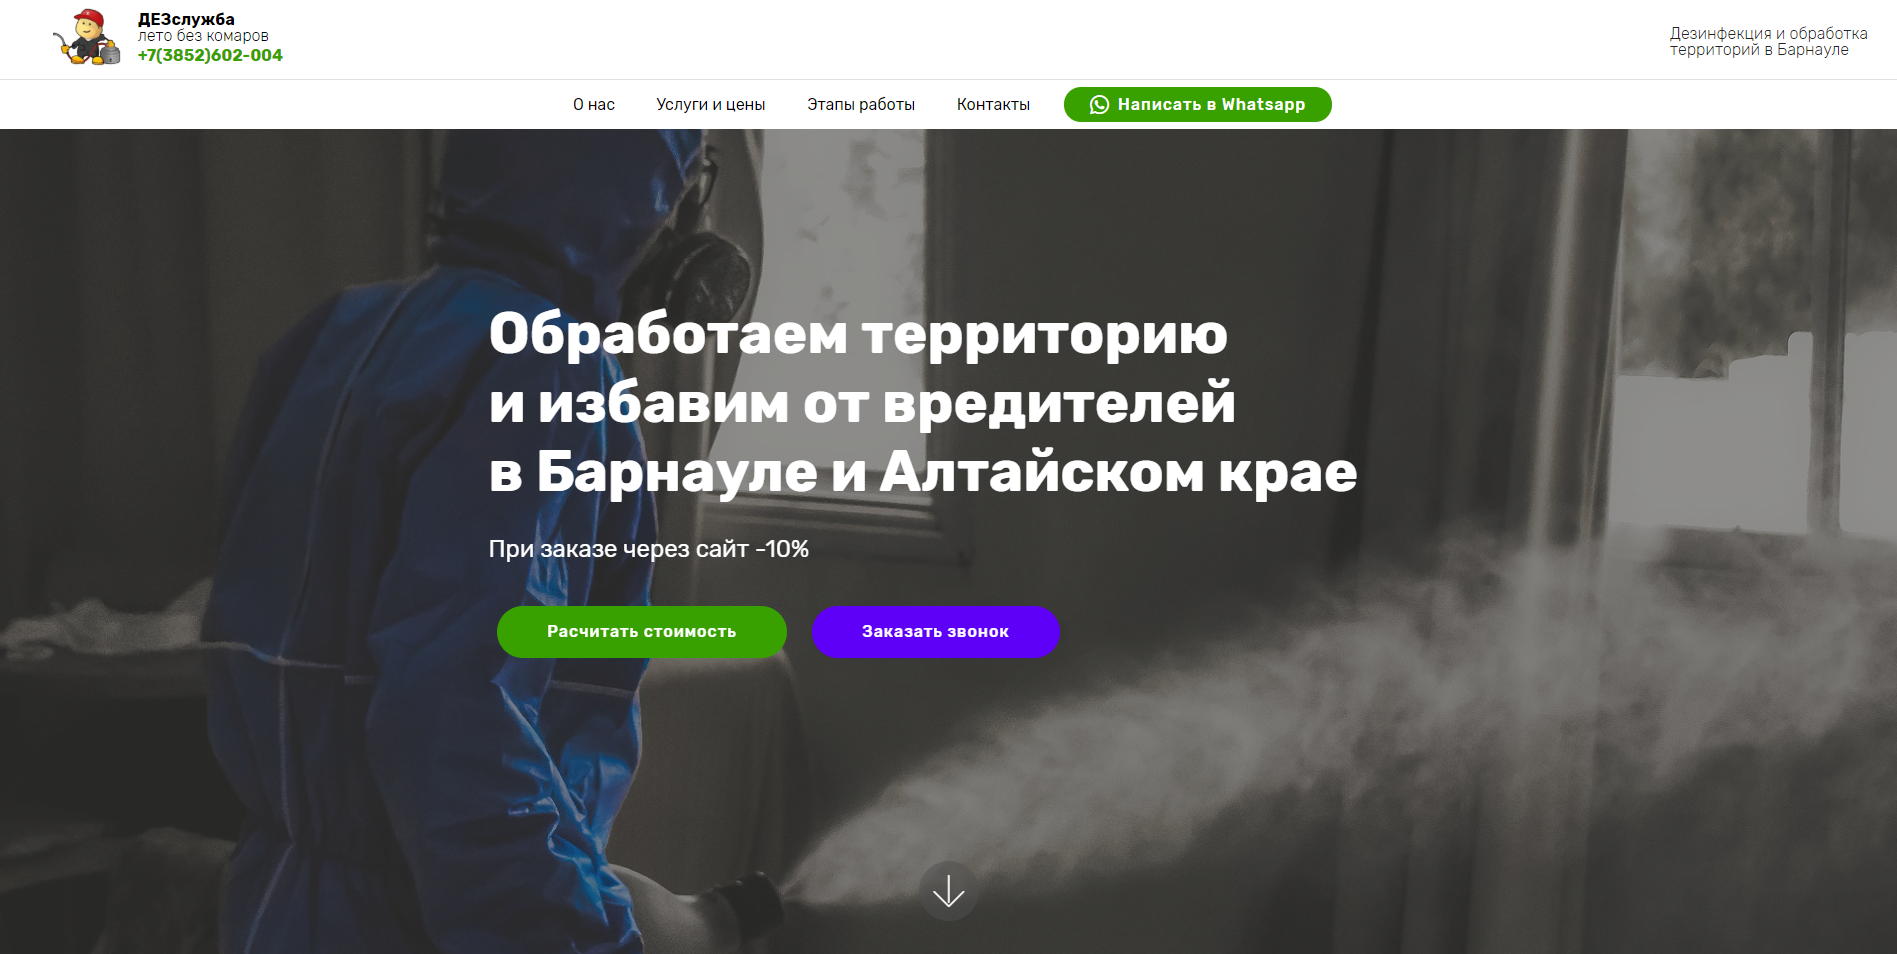 ДЕЗслужба
лето без комаров
+7(3852)602-004
Дезинфекция и обработка
территорий в Барнауле
О нас Услуги и цены Этапы работы Контакты Написать в Whatsapp
Обработаем территорию
и избавим от вредителей
в Барнауле и Алтайском крае
При заказе через сайт -10%
Расчитать стоимость Заказать звонок